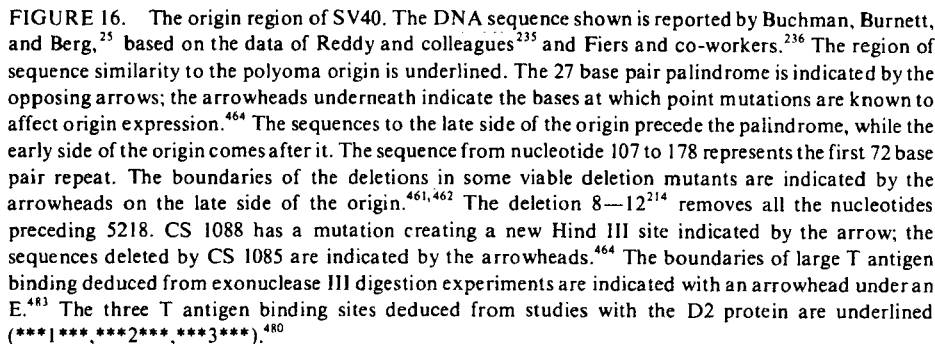 FIGURE 16. The origin region of SV40. The DNA sequence shown is reported by Buchman, Burnett,
and Berg,²⁵ based on the data of Reddy and colleagues²³⁵ and Fiers and co-workers.²³⁶ The region of
sequence similarity to the polyoma origin is underlined. The 27 base pair palindrome is indicated by the
opposing arrows; the arrowheads underneath indicate the bases at which point mutations are known to
affect origin expression.⁴⁶⁴ The sequences to the late side of the origin precede the palindrome, while the
early side of the origin comes after it. The sequence from nucleotide 107 to 178 represents the first 72 base
pair repeat. The boundaries of the deletions in some viable deletion mutants are indicated by the
arrowheads on the late side of the origin.⁴⁶¹,⁴⁶² The deletion 8—12²¹⁴ removes all the nucleotides
preceding 5218. CS 1088 has a mutation creating a new Hind III site indicated by the arrow; the
sequences deleted by CS 1085 are indicated by the arrowheads.⁴⁶⁴ The boundaries of large T antigen
binding deduced from exonuclease III digestion experiments are indicated with an arrowhead under an
E.⁴⁸³ The three T antigen binding sites deduced from studies with the D2 protein are underlined
(***1***,***2***,***3***).⁴⁸⁰